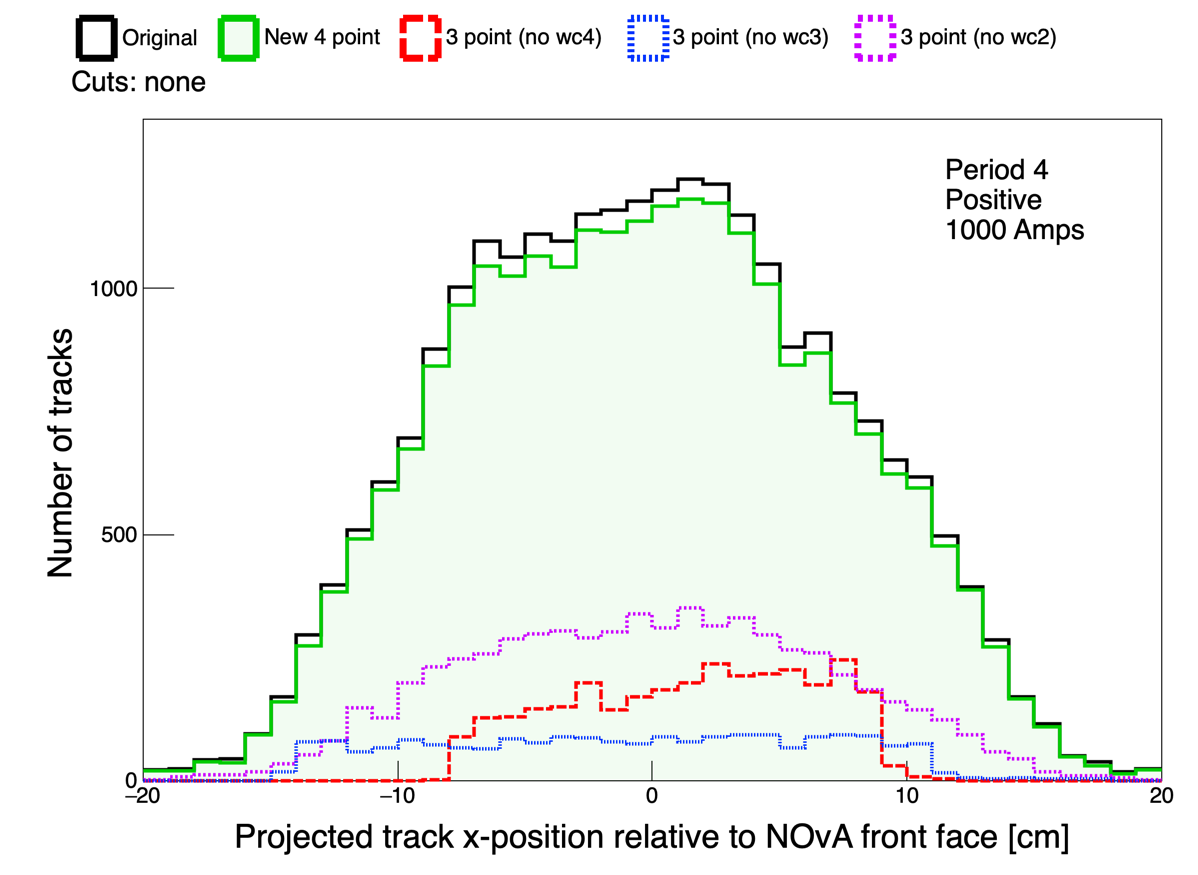 Original New 4 point 3 point (no wc4) 3 point (no wc3) 3 point (no wc2)
Cuts: none
Period 4
Positive
1000 Amps
Number of tracks
1000
500
0
−20 −10 0 10 20
Projected track x-position relative to NOvA front face [cm]